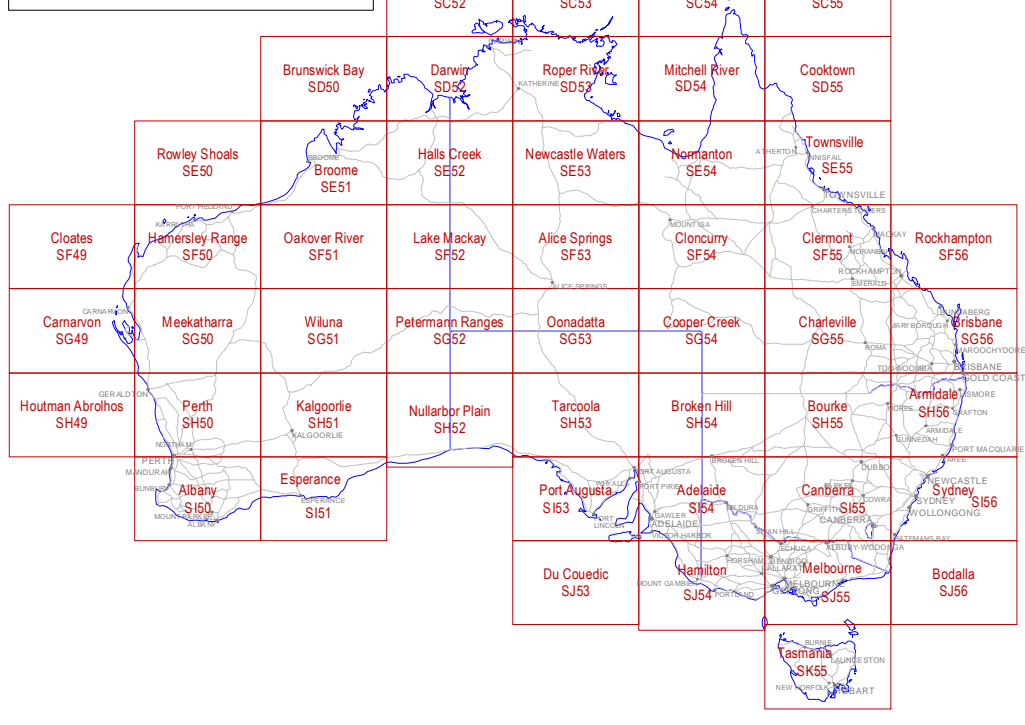 SC52
SC53
SC54
SC55
Brunswick Bay
SD50
Darwin
SD52
Roper River
SD53
Mitchell River
SD54
Cooktown
SD55
KATHERINE
Rowley Shoals
SE50
BROOME
Broome
SE51
Halls Creek
SE52
Newcastle Waters
SE53
Normanton
SE54
ATHERTON
INNISFAIL
Townsville
SE55
TOWNSVILLE
PORT HEDLAND
KARRATHA
CHARTERS TOWERS
Cloates
SF49
Hamersley Range
SF50
Oakover River
SF51
Lake Mackay
SF52
Alice Springs
SF53
MOUNT ISA
Cloncurry
SF54
Clermont
SF55
MACKAY
MORANBAH
Rockhampton
SF56
ROCKHAMPTON
EMERALD
ALICE SPRINGS
CARNARVON
Carnarvon
SG49
Meekatharra
SG50
Wiluna
SG51
Petermann Ranges
SG52
Oonadatta
SG53
Cooper Creek
SG54
Charleville
SG55
BUNDABERG
MARYBOROUGH
Brisbane
SG56
ROMA
MAROOCHYDORE
TOOWOOMBA
BRISBANE
GOLD COAST
GERALDTON
Houtman Abrolhos
SH49
Perth
SH50
Kalgoorlie
SH51
KALGOORLIE
Nullarbor Plain
SH52
Tarcoola
SH53
Broken Hill
SH54
Bourke
SH55
Armidale
SH56
LISMORE
MOREE
GRAFTON
ARMIDALE
GUNNEDAH
PORT MACQUARIE
TAREE
NORTHAM
PERTH
MANDURAH
BUNBURY
Albany
SI50
MOUNT BARKER
ALBANY
Esperance
SI51
ESPERANCE
BROKEN HILL
DUBBO
PORT AUGUSTA
WHYALLA
PORT PIRIE
Port Augusta
SI53
PORT
LINCOLN
Adelaide
SI54
GAWLER
ADELAIDE
VICTOR HARBOR
MILDURA
SWAN HILL
PARKES
Canberra
SI55
COWRA
GRIFFITH
CANBERRA
NEWCASTLE
Sydney
SI56
SYDNEY
WOLLONGONG
BATEMANS BAY
ALBURY-WODONGA
ECHUCA
HORSHAM
BENDIGO
BALLARAT
Du Couedic
SJ53
MOUNT GAMBIER
Hamilton
SJ54
PORTLAND
Melbourne
SJ55
MELBOURNE
GEELONG
Bodalla
SJ56
BURNIE
Tasmania
SK55
LAUNCESTON
NEW NORFOLK
HOBART